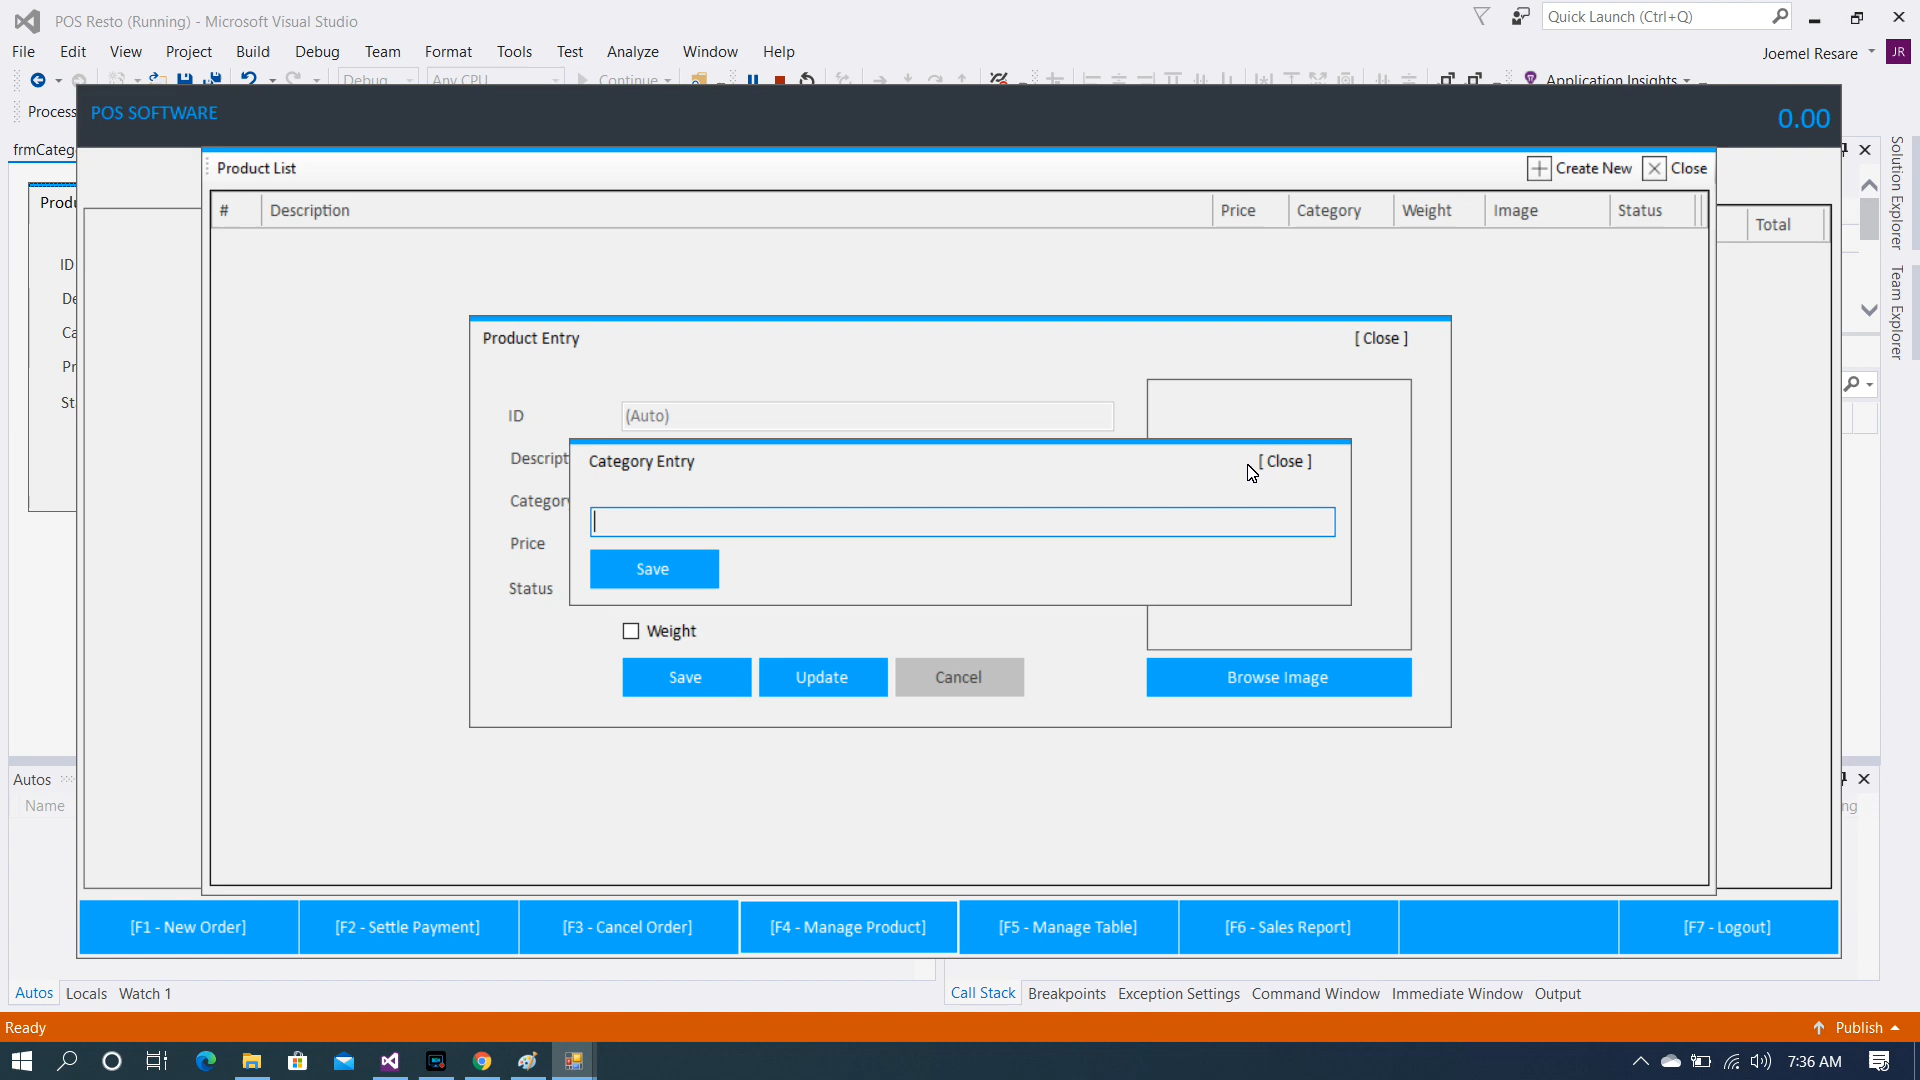 POS Resto (Running) - Microsoft Visual Studio
Quick Launch (Ctrl+Q)
File Edit View Project Build Debug Team Format Tools Test Analyze Window Help
Joemel Resare JR
Debug Any CPU Continue Application Insights
Process
POS SOFTWARE 0.00
frmCateg
Product List Create New Close
Produ
# Description Price Category Weight Image Status
Total
Solution Explorer
Team Explorer
ID
De
Ca
Pr
St
Product Entry [ Close ]
ID (Auto)
Descript
Category Entry [ Close ]
Categor
Price
Save
Status
Weight
Save Update Cancel Browse Image
Autos
Name
ng
[F1 - New Order] [F2 - Settle Payment] [F3 - Cancel Order] [F4 - Manage Product] [F5 - Manage Table] [F6 - Sales Report] [F7 - Logout]
Autos Locals Watch 1 Call Stack Breakpoints Exception Settings Command Window Immediate Window Output
Ready Publish
7:36 AM